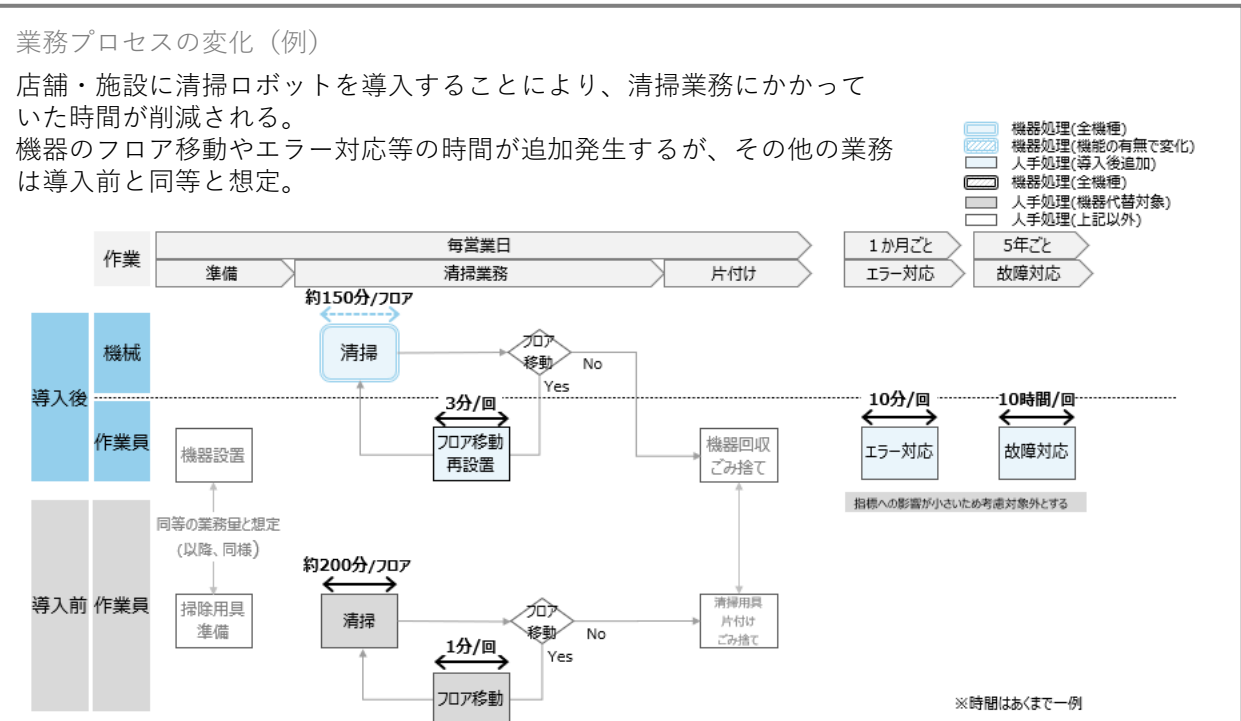 業務プロセスの変化（例）
店舗・施設に清掃ロボットを導入することにより、清掃業務にかかって
いた時間が削減される。
機器のフロア移動やエラー対応等の時間が追加発生するが、その他の業務
は導入前と同等と想定。
機器処理(全機種)
機器処理(機能の有無で変化)
人手処理(導入後追加)
機器処理(全機種)
人手処理(機器代替対象)
人手処理(上記以外)
作業
毎営業日
1か月ごと
5年ごと
準備
清掃業務
片付け
エラー対応
故障対応
導入後
機械
約150分/フロア
清掃
フロア
移動
No
Yes
作業員
機器設置
3分/回
フロア移動
再設置
機器回収
ごみ捨て
10分/回
エラー対応
10時間/回
故障対応
指標への影響が小さいため考慮対象外とする
同等の業務量と想定
(以降、同様)
導入前
作業員
掃除用具
準備
約200分/フロア
清掃
フロア
移動
No
Yes
1分/回
フロア移動
清掃用具
片付け
ごみ捨て
※時間はあくまで一例